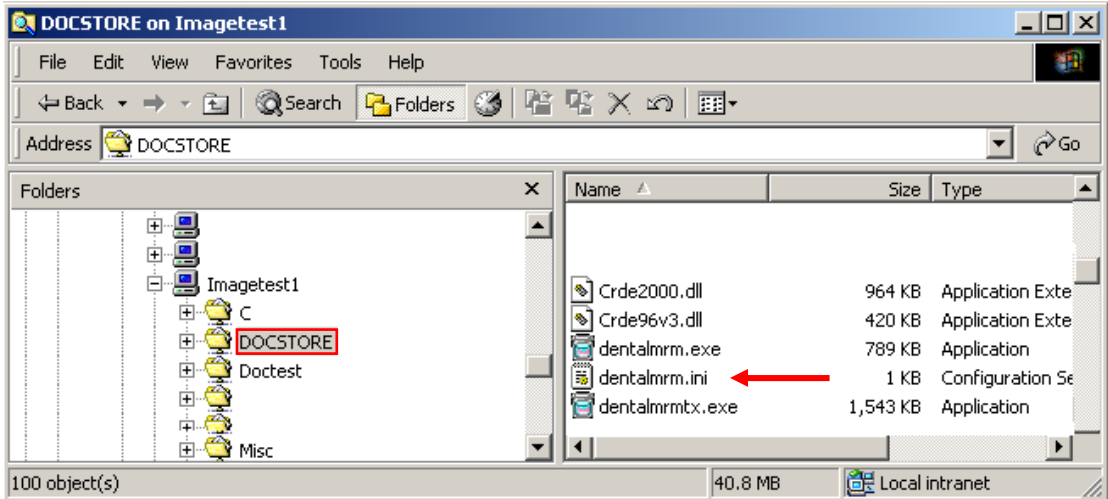 DOCSTORE on Imagetest1
File Edit View Favorites Tools Help
Back Search Folders
Address DOCSTORE Go
Folders
Name Size Type
Imagetest1
C
DOCSTORE
Doctest
Misc
Crde2000.dll 964 KB Application Exte
Crde96v3.dll 420 KB Application Exte
dentalmrm.exe 789 KB Application
dentalmrm.ini 1 KB Configuration Se
dentalmrmtx.exe 1,543 KB Application
100 object(s) 40.8 MB Local intranet